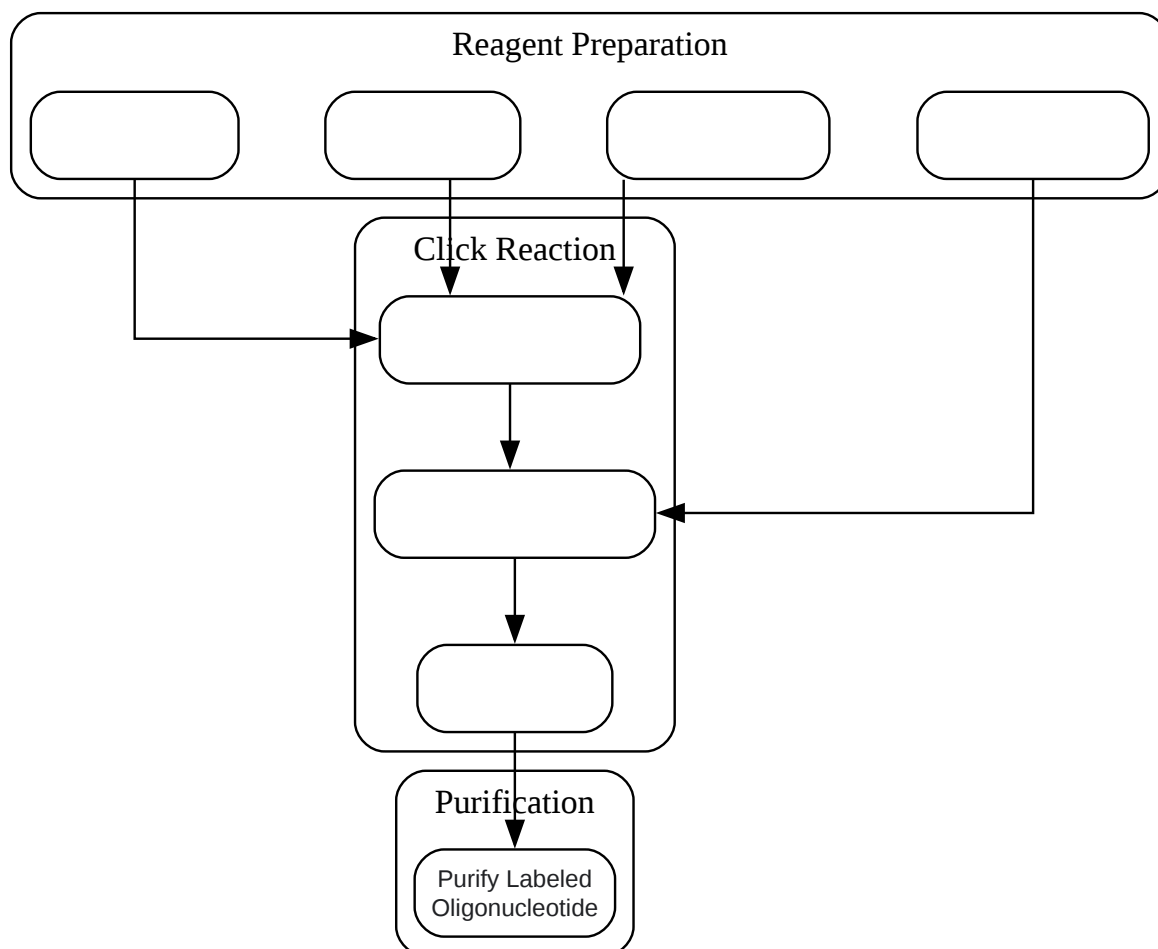 Reagent Preparation
Click Reaction
Purification
Purify Labeled
Oligonucleotide